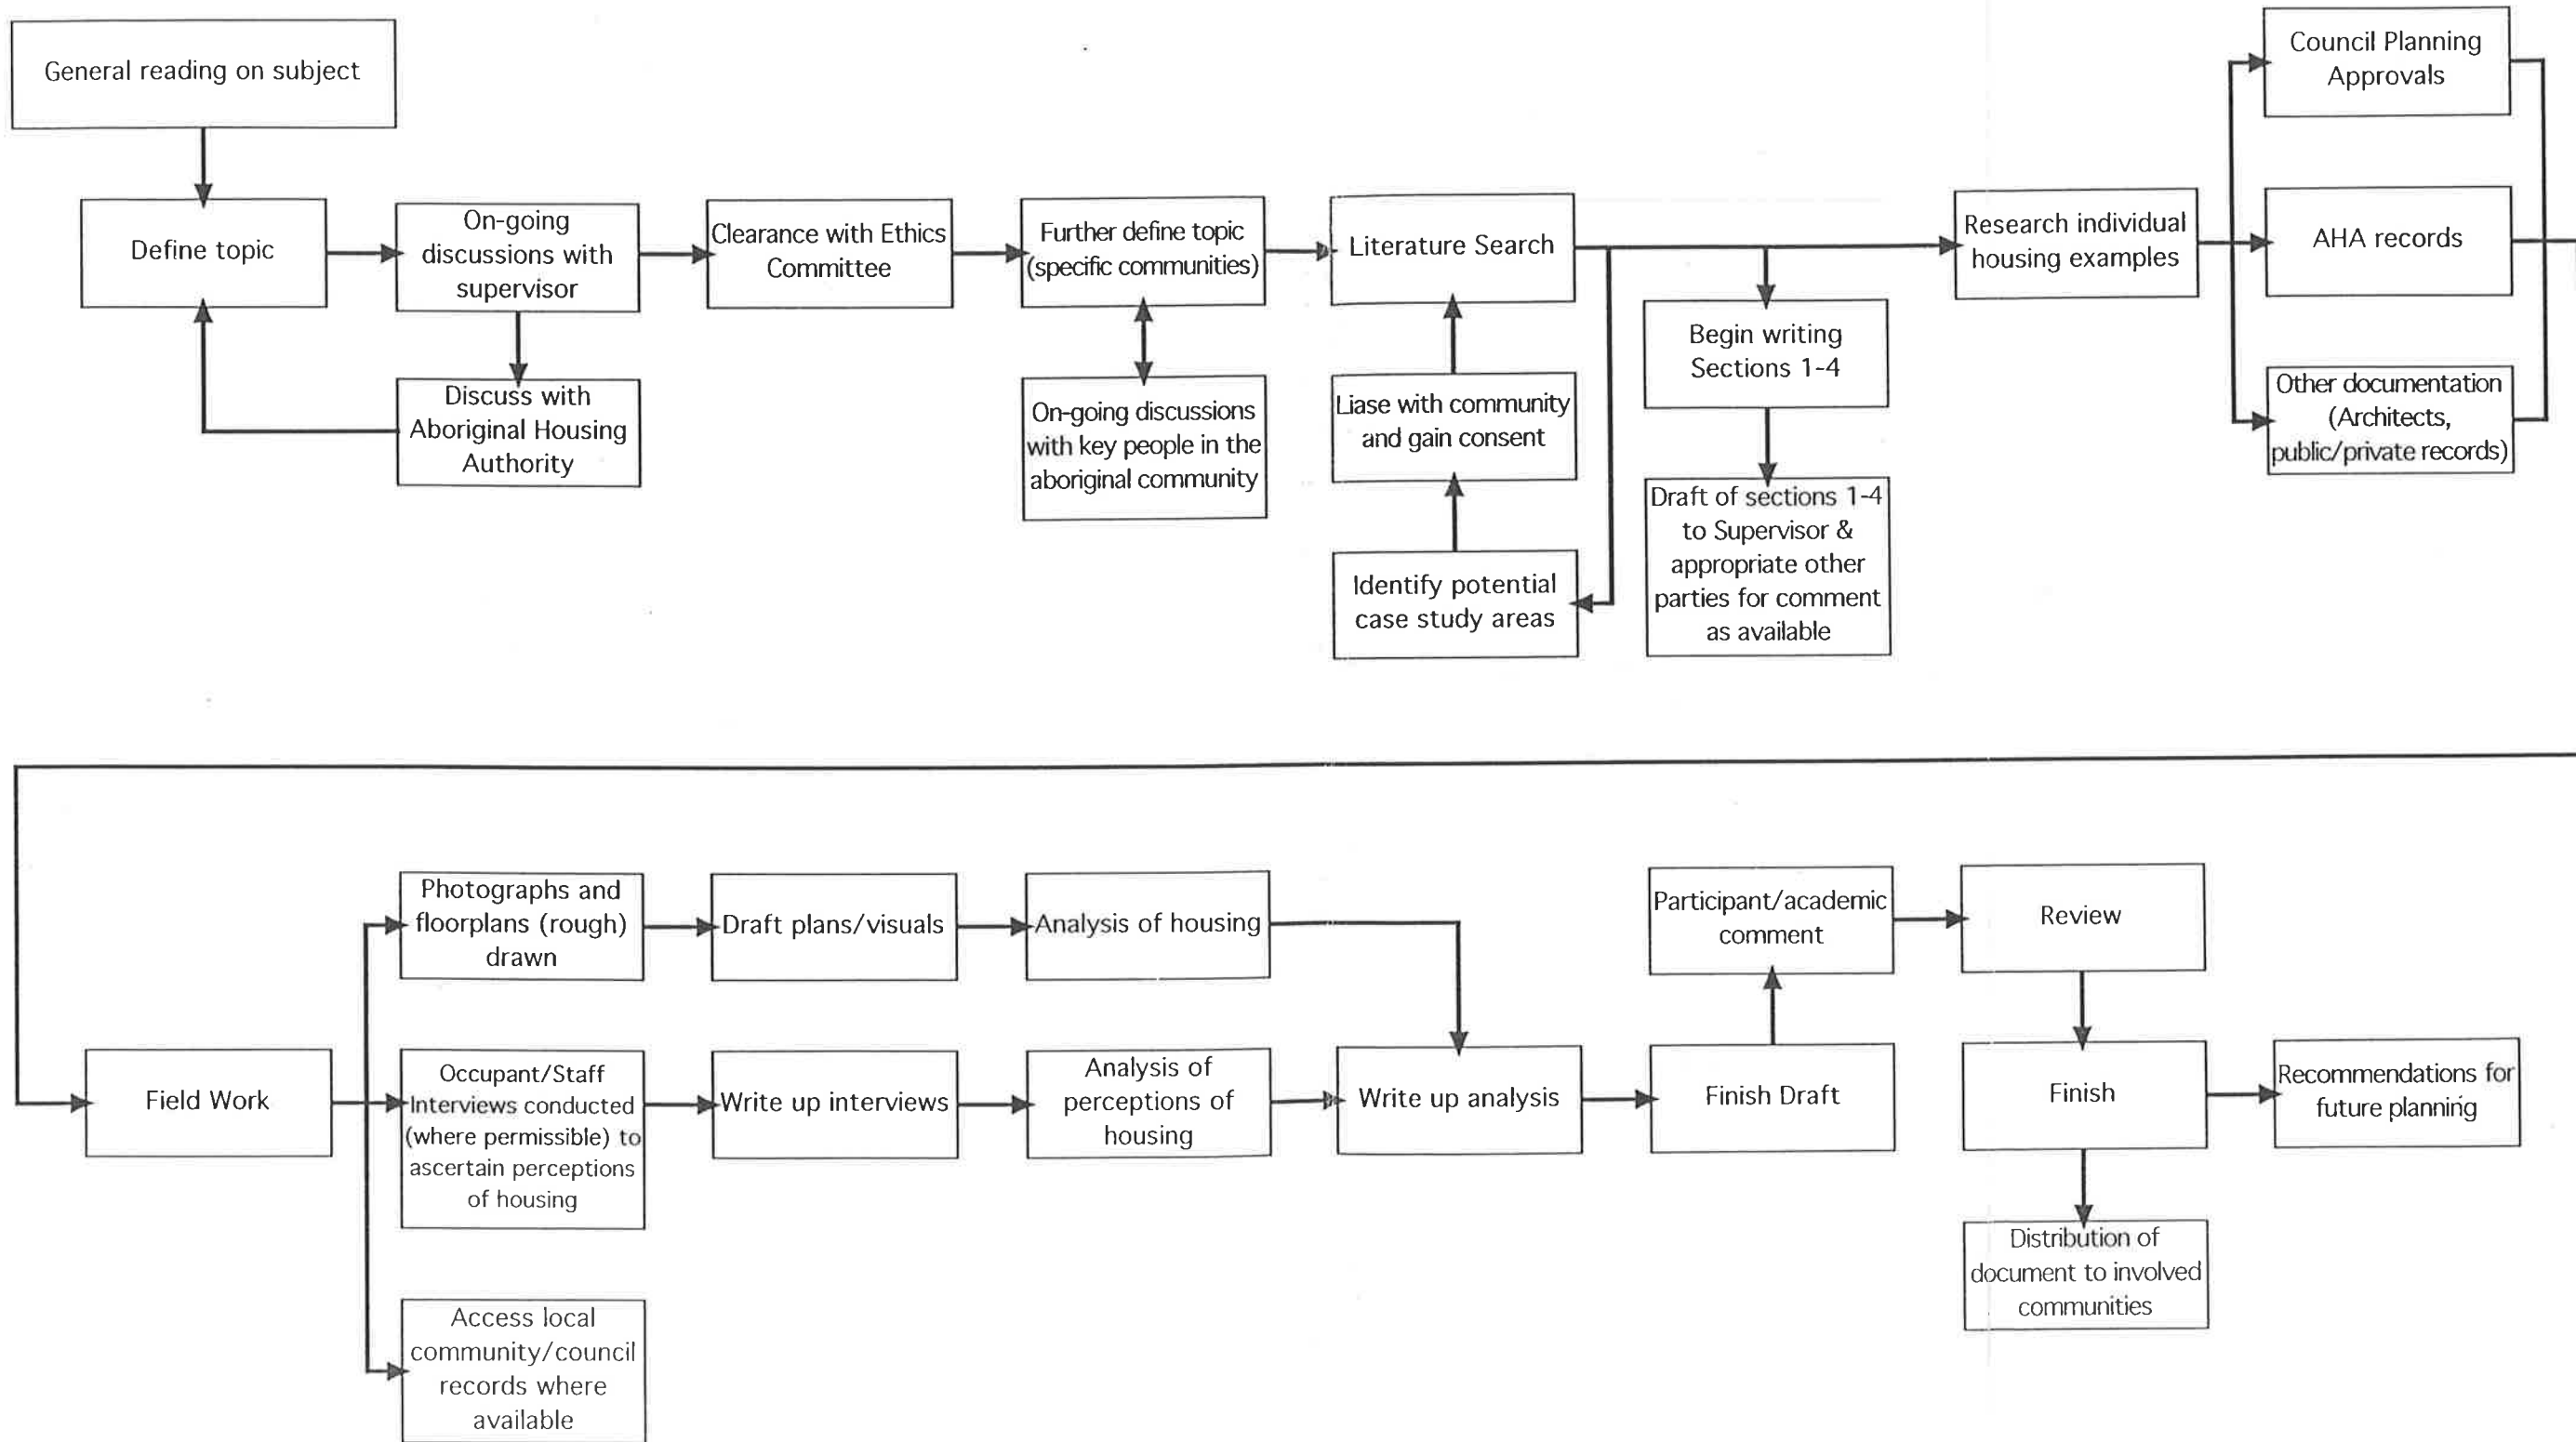 General reading on subject
Define topic
On-going
discussions with
supervisor
Discuss with
Aboriginal Housing
Authority
Clearance with Ethics
Committee
Further define topic
(specific communities)
On-going discussions
with key people in the
aboriginal community
Literature Search
Liase with community
and gain consent
Identify potential
case study areas
Begin writing
Sections 1-4
Draft of sections 1-4
to Supervisor &
appropriate other
parties for comment
as available
Research individual
housing examples
Council Planning
Approvals
AHA records
Other documentation
(Architects,
public/private records)
Field Work
Photographs and
floorplans (rough)
drawn
Draft plans/visuals
Analysis of housing
Occupant/Staff
Interviews conducted
(where permissible) to
ascertain perceptions
of housing
Write up interviews
Analysis of
perceptions of
housing
Access local
community/council
records where
available
Write up analysis
Finish Draft
Participant/academic
comment
Review
Finish
Recommendations for
future planning
Distribution of
document to involved
communities